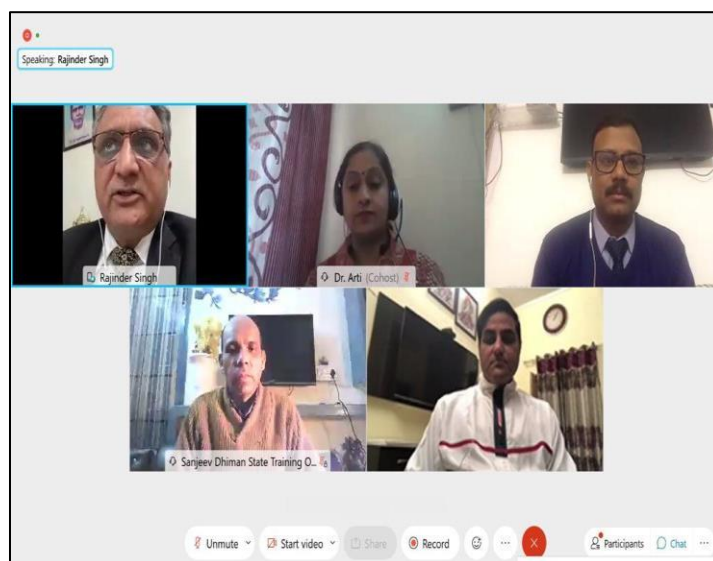 Speaking: Rajinder Singh
Rajinder Singh
Dr. Arti (Cohost)
Sanjeev Dhiman State Training O...
Unmute
Start video
Share
Record
Participants
Chat